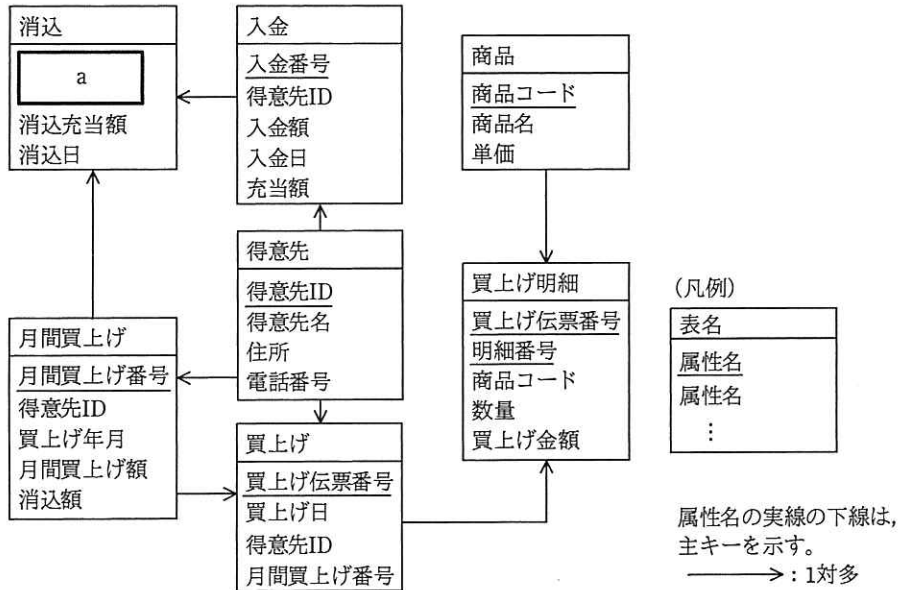 消込
a
消込充当額
消込日
入金
入金番号
得意先ID
入金額
入金日
充当額
商品
商品コード
商品名
単価
得意先
得意先ID
得意先名
住所
電話番号
月間買上げ
月間買上げ番号
得意先ID
買上げ年月
月間買上げ額
消込額
買上げ
買上げ伝票番号
買上げ日
得意先ID
月間買上げ番号
買上げ明細
買上げ伝票番号
明細番号
商品コード
数量
買上げ金額
(凡例)
表名
属性名
属性名
⋮
属性名の実線の下線は,
主キーを示す。
:1対多